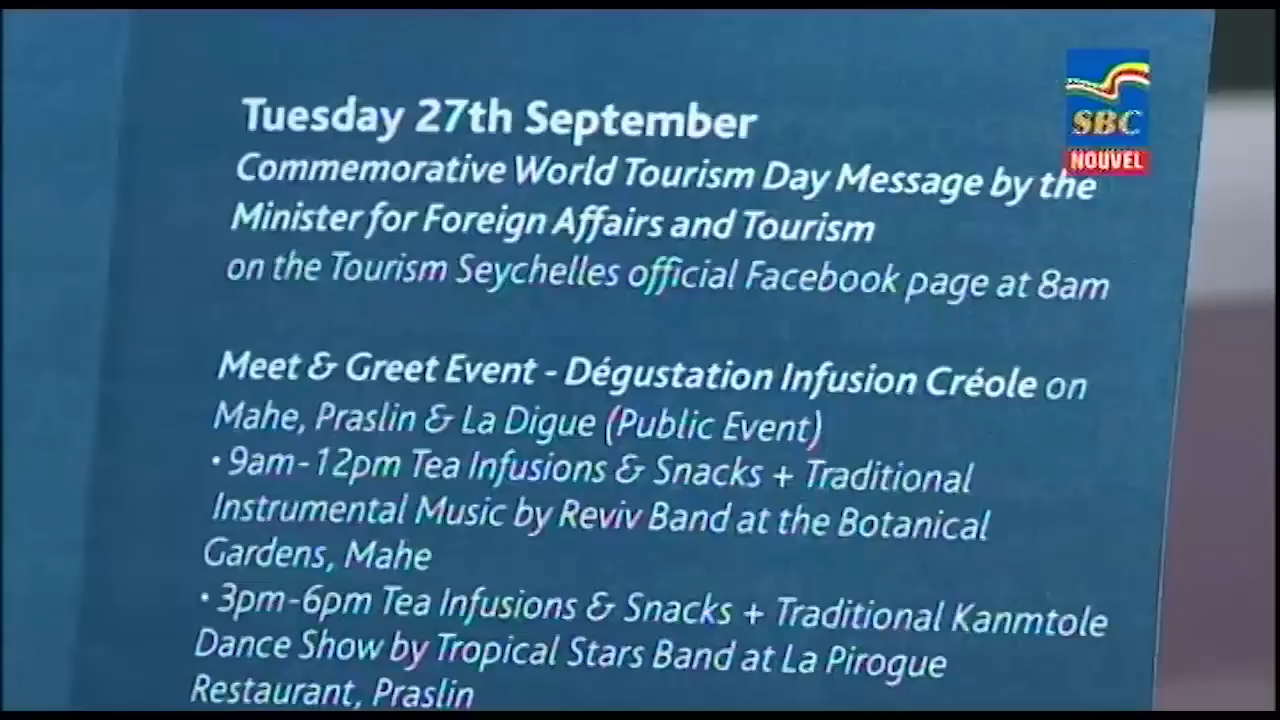 SBC
NOUVEL
Tuesday 27th September
Commemorative World Tourism Day Message by the
Minister for Foreign Affairs and Tourism
on the Tourism Seychelles official Facebook page at 8am
Meet & Greet Event - Dégustation Infusion Créole on
Mahe, Praslin & La Digue (Public Event)
• 9am-12pm Tea Infusions & Snacks + Traditional
Instrumental Music by Reviv Band at the Botanical
Gardens, Mahe
• 3pm-6pm Tea Infusions & Snacks + Traditional Kanmtole
Dance Show by Tropical Stars Band at La Pirogue
Restaurant, Praslin